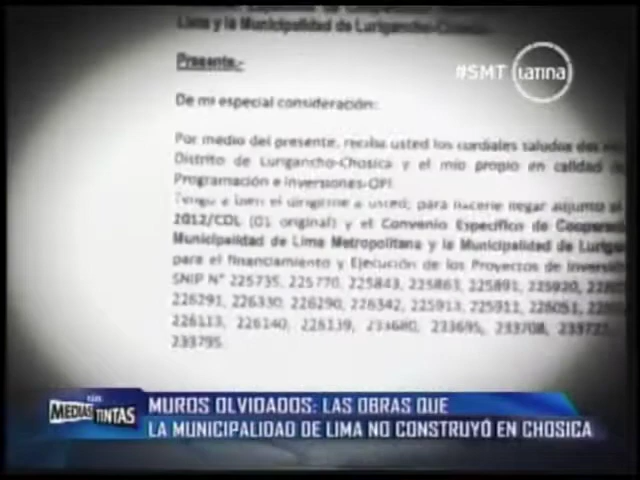 Lima y la Municipalidad de Lurigancho-Chosica.
#SMT Latina
Presente.-
De mi especial consideración:
Por medio del presente, reciba usted los cordiales saludos del
Distrito de Lurigancho-Chosica y el mío propio en calidad
Programación e Inversiones-OPI.
Tengo a bien el dirigirme a usted; para hacerle llegar adjunto
2012/CDL (01 original) y el Convenio Específico de
Municipalidad de Lima Metropolitana y la Municipalidad de
para el financiamiento y Ejecución de los Proyectos de
SNIP N° 225735, 225770, 225843, 225863, 225891, 225920,
226291, 226330, 226290, 226342, 225913, 225911, 226051,
226113, 226140, 226139, 233680, 233695, 233708,
233795.
sin
MEDIAS TINTAS
MUROS OLVIDADOS: LAS OBRAS QUE
LA MUNICIPALIDAD DE LIMA NO CONSTRUYÓ EN CHOSICA